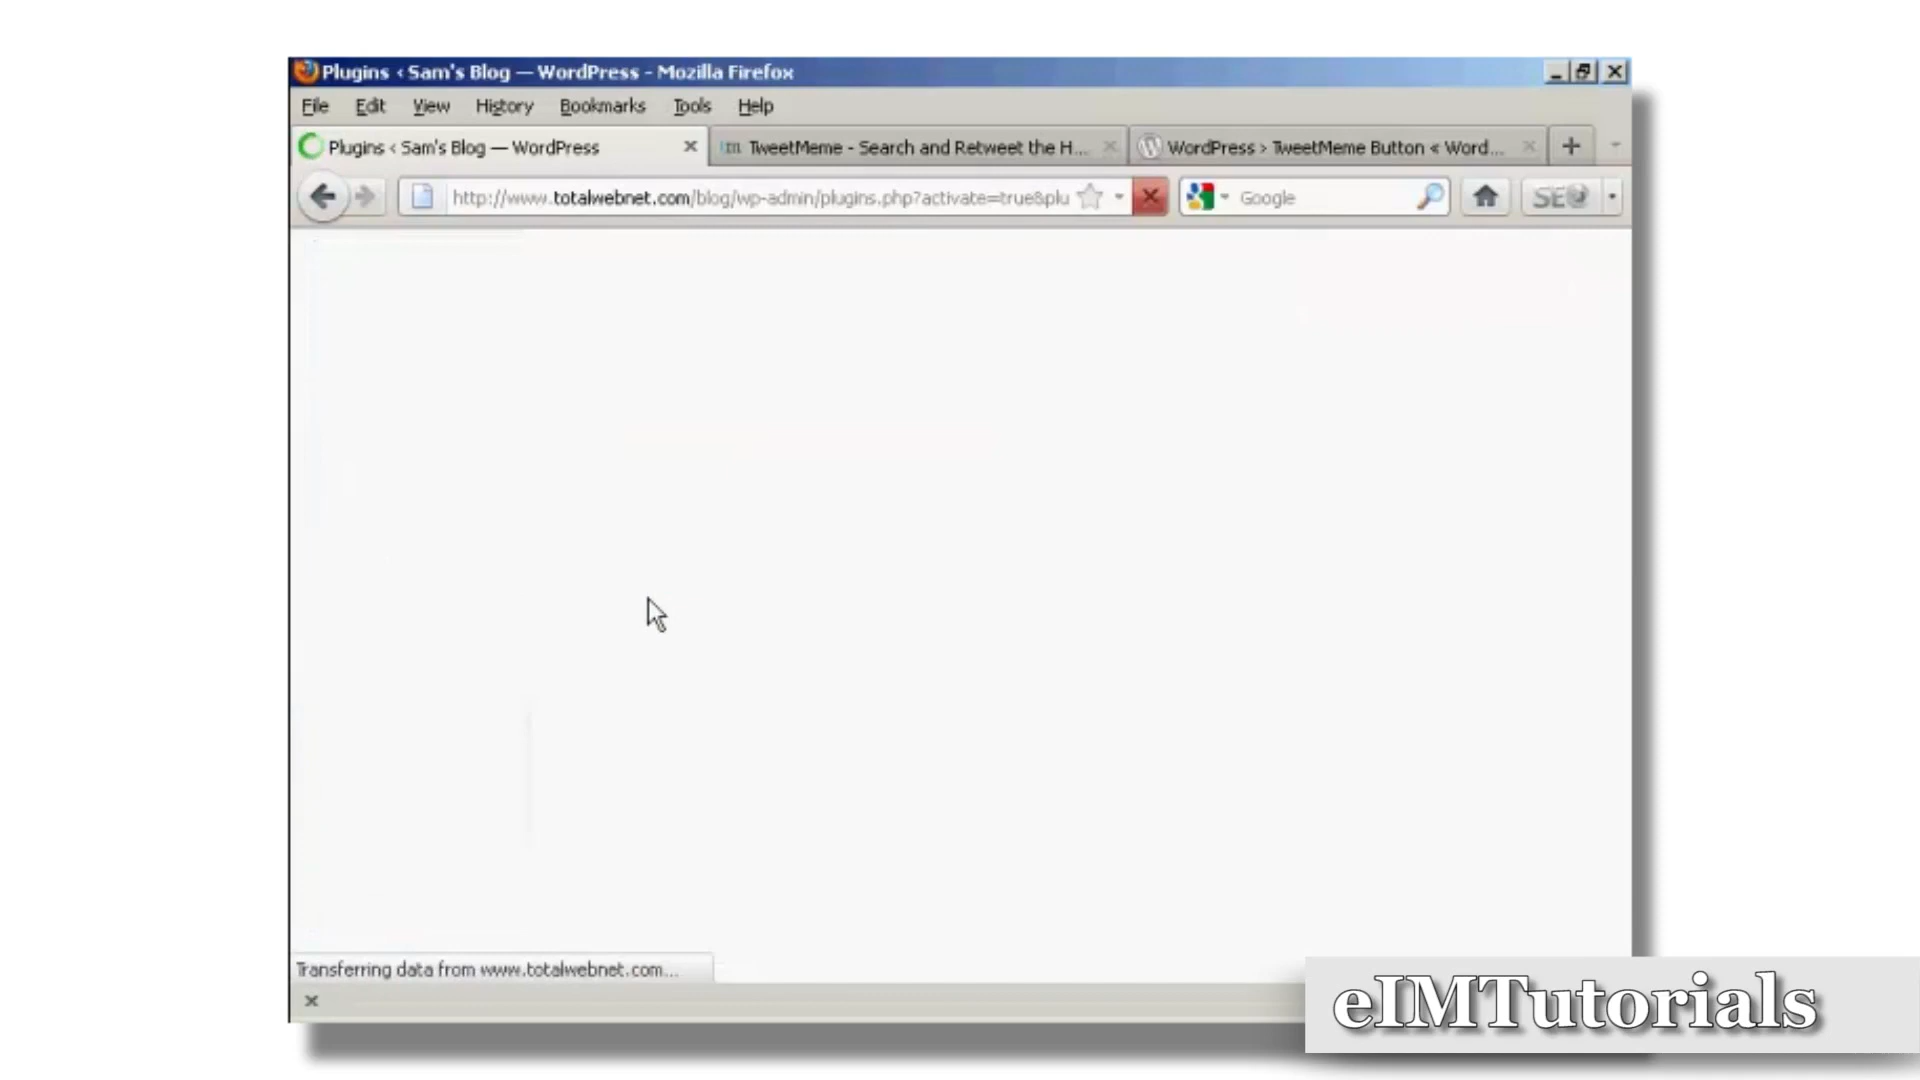 Plugins ‹ Sam's Blog — WordPress - Mozilla Firefox
File Edit View History Bookmarks Tools Help
Plugins ‹ Sam's Blog — WordPress TweetMeme - Search and Retweet the H... WordPress › TweetMeme Button « Word...
http://www.totalwebnet.com/blog/wp-admin/plugins.php?activate=true&plu Google SEO
Transferring data from www.totalwebnet.com...
eIMTutorials